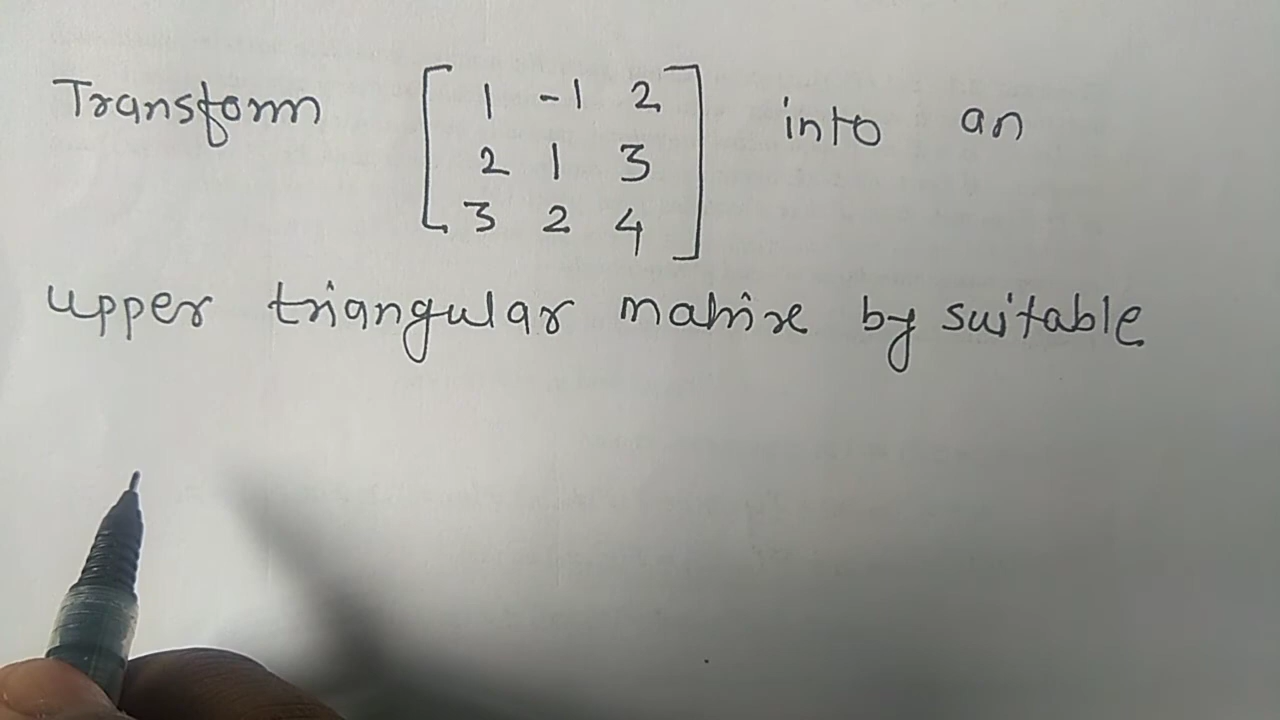 Transform [ 1 -1 2 into an
2 1 3
3 2 4 ]
upper triangular matrix by suitable